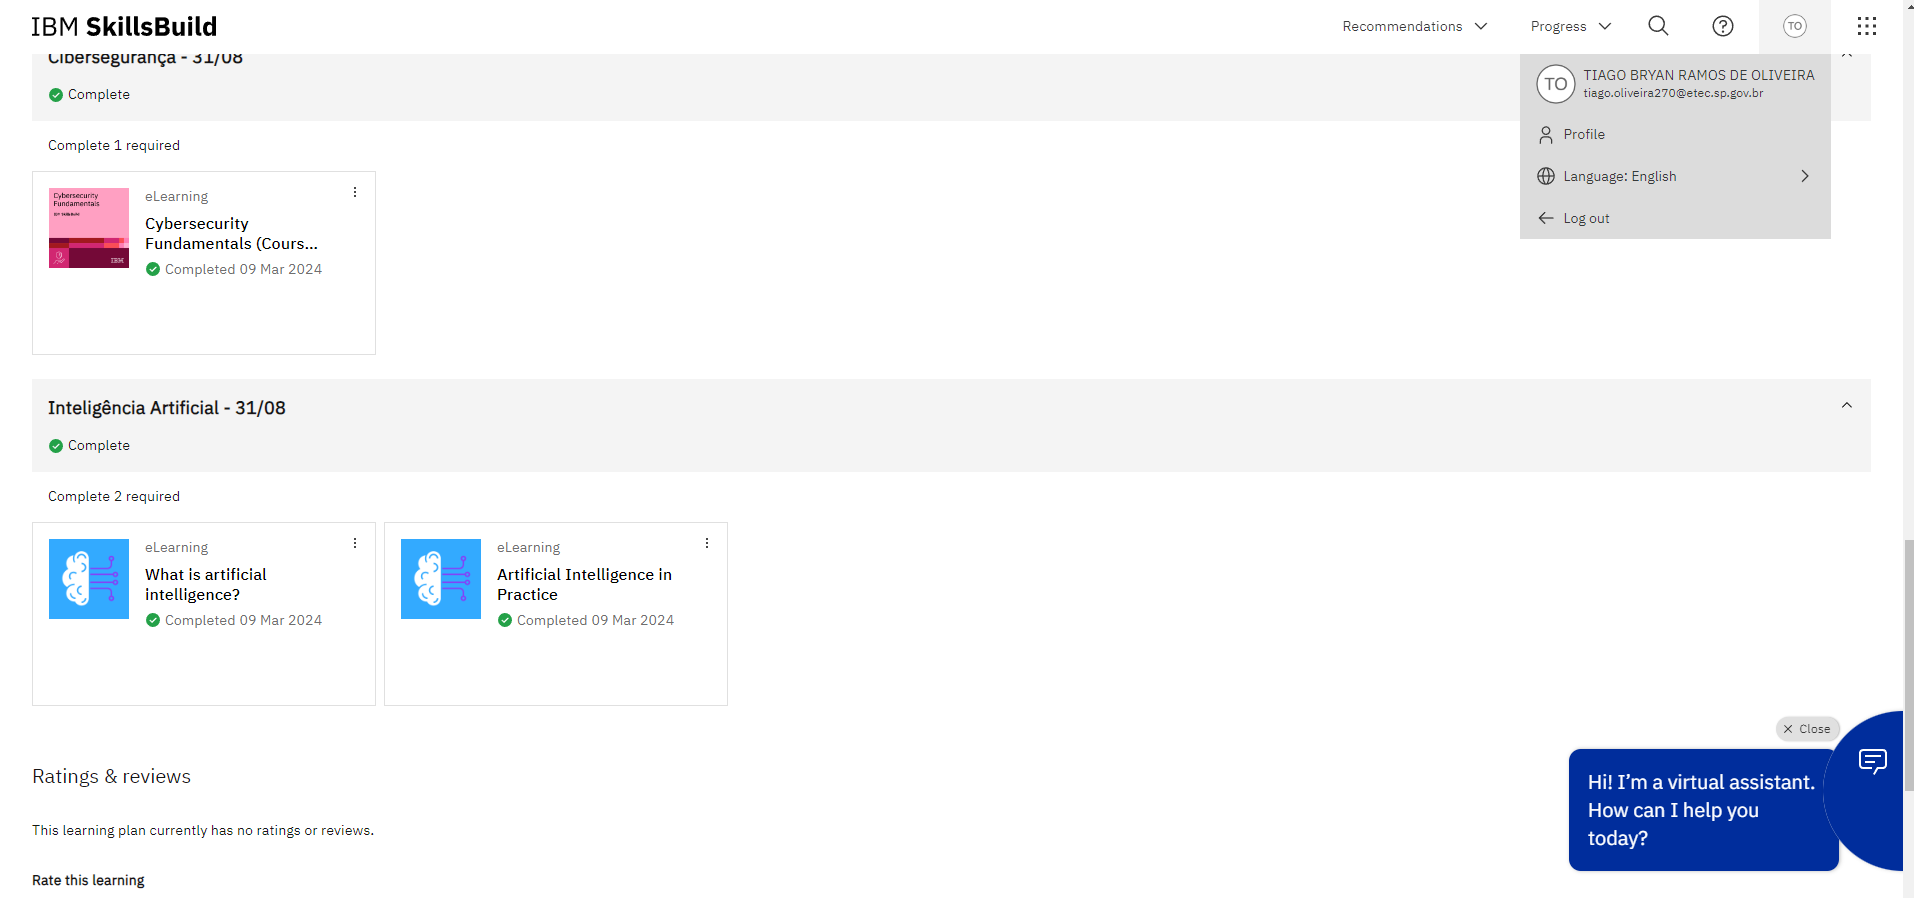 IBM SkillsBuild
Recommendations
Progress
TO
Cibersegurança - 31/08
Complete
TO
TIAGO BRYAN RAMOS DE OLIVEIRA
tiago.oliveira270@etec.sp.gov.br
Profile
Language: English
Log out
Complete 1 required
Cybersecurity
Fundamentals
IBM
eLearning
Cybersecurity
Fundamentals (Cours...
Completed 09 Mar 2024
Inteligência Artificial - 31/08
Complete
Complete 2 required
eLearning
What is artificial
intelligence?
Completed 09 Mar 2024
eLearning
Artificial Intelligence in
Practice
Completed 09 Mar 2024
Close
Hi! I’m a virtual assistant.
How can I help you
today?
Ratings & reviews
This learning plan currently has no ratings or reviews.
Rate this learning